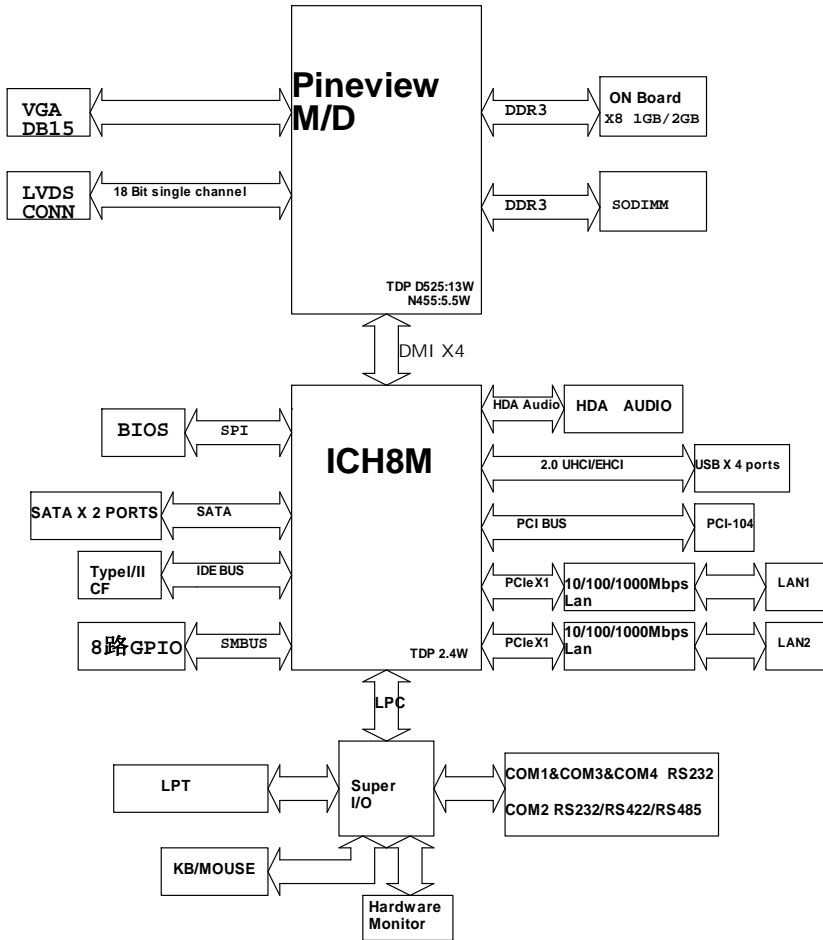 Pineview
M/D
VGA
DB15
DDR3
ON Board
X8 1GB/2GB
LVDS
CONN
18 Bit single channel
DDR3
SODIMM
TDP D525:13W
N455:5.5W
DMI X4
ICH8M
BIOS
SPI
HDA Audio
HDA AUDIO
2.0 UHCI/EHCI
USB X 4 ports
SATA X 2 PORTS
SATA
PCI BUS
PCI-104
TypeI/II
CF
IDE BUS
PCIeX1
10/100/1000Mbps
Lan
LAN1
8路GPIO
SMBUS
PCIeX1
10/100/1000Mbps
Lan
LAN2
TDP 2.4W
LPC
LPT
Super
I/O
COM1&COM3&COM4 RS232
COM2 RS232/RS422/RS485
KB/MOUSE
Hardware
Monitor